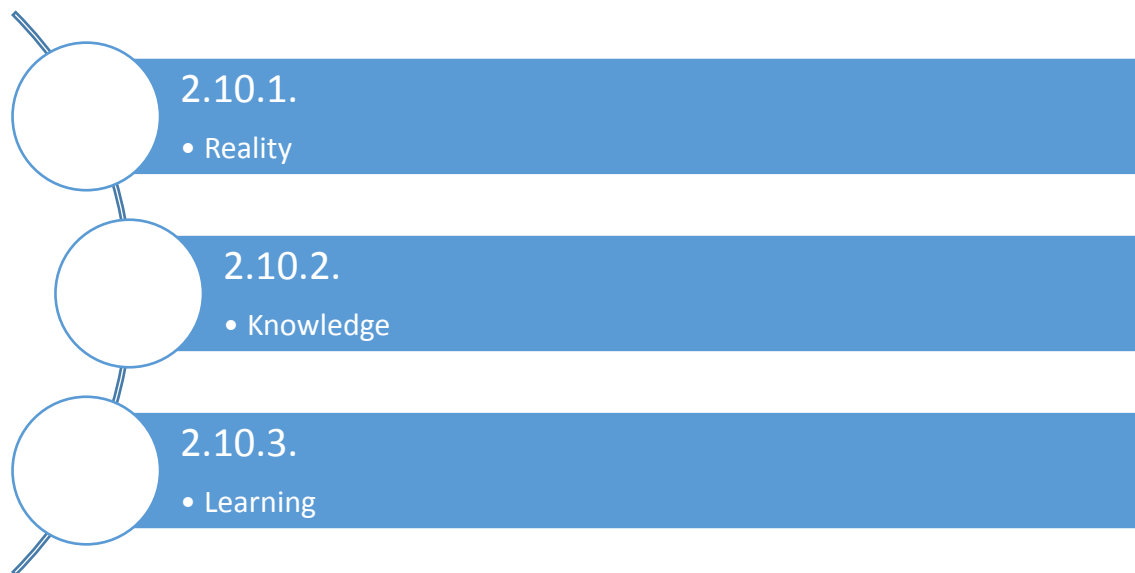 2.10.1.
• Reality
2.10.2.
• Knowledge
2.10.3.
• Learning